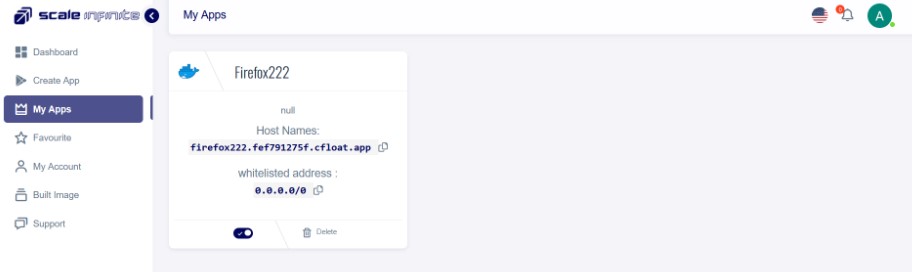 scale infinite
My Apps
A
Dashboard
Create App
My Apps
Favourite
My Account
Built Image
Support
Firefox222
null
Host Names:
firefox222.fef791275f.cfloat.app
whitelisted address :
0.0.0.0/0
Delete